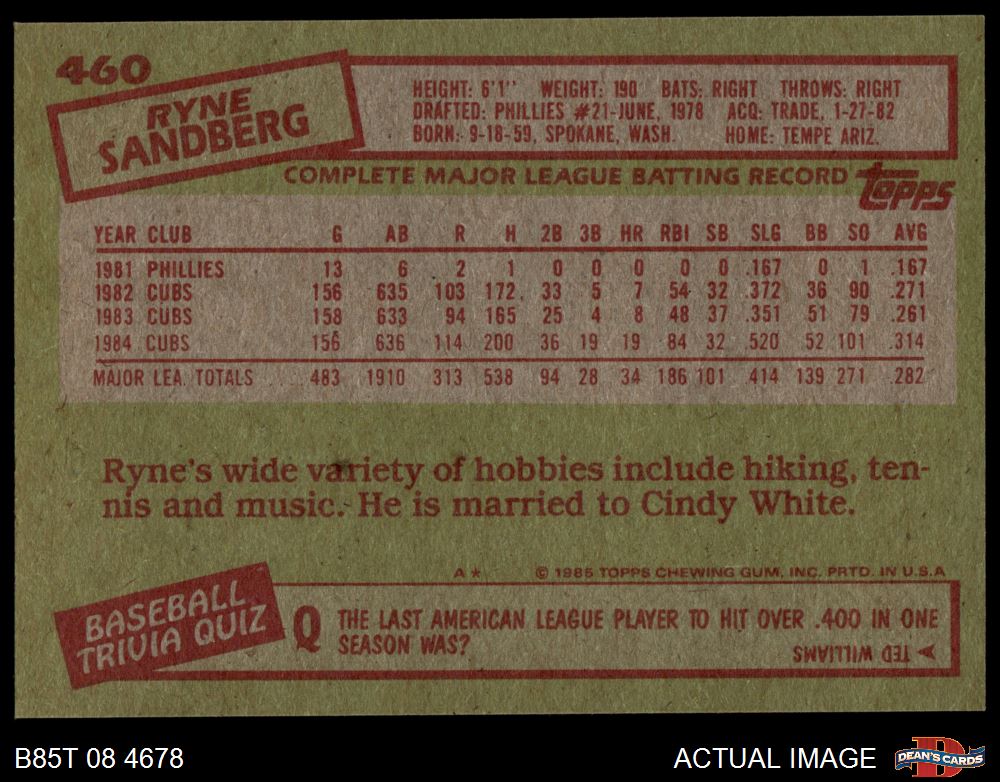 460
RYNE
SANDBERG
HEIGHT: 6'1" WEIGHT: 190 BATS: RIGHT THROWS: RIGHT
DRAFTED: PHILLIES #21-JUNE, 1978 ACQ: TRADE, 1-27-82
BORN: 9-18-59, SPOKANE, WASH. HOME: TEMPE ARIZ.
COMPLETE MAJOR LEAGUE BATTING RECORD topps
YEAR CLUB G AB R H 2B 3B HR RBI SB SLG BB SO AVG
1981 PHILLIES 13 6 2 1 0 0 0 0 0 .167 0 1 .167
1982 CUBS 156 635 103 172 33 5 7 54 32 .372 36 90 .271
1983 CUBS 158 633 94 165 25 4 8 48 37 .351 51 79 .261
1984 CUBS 156 636 114 200 36 19 19 84 32 .520 52 101 .314
MAJOR LEA. TOTALS 483 1910 313 538 94 28 34 186 101 .414 139 271 .282
Ryne's wide variety of hobbies include hiking, ten-
nis and music. He is married to Cindy White.
A* © 1985 TOPPS CHEWING GUM, INC. PRTD. IN U.S.A
BASEBALL
TRIVIA QUIZ
Q THE LAST AMERICAN LEAGUE PLAYER TO HIT OVER .400 IN ONE
SEASON WAS?
TED WILLIAMS
B85T 08 4678
ACTUAL IMAGE
D
DEAN'S CARDS